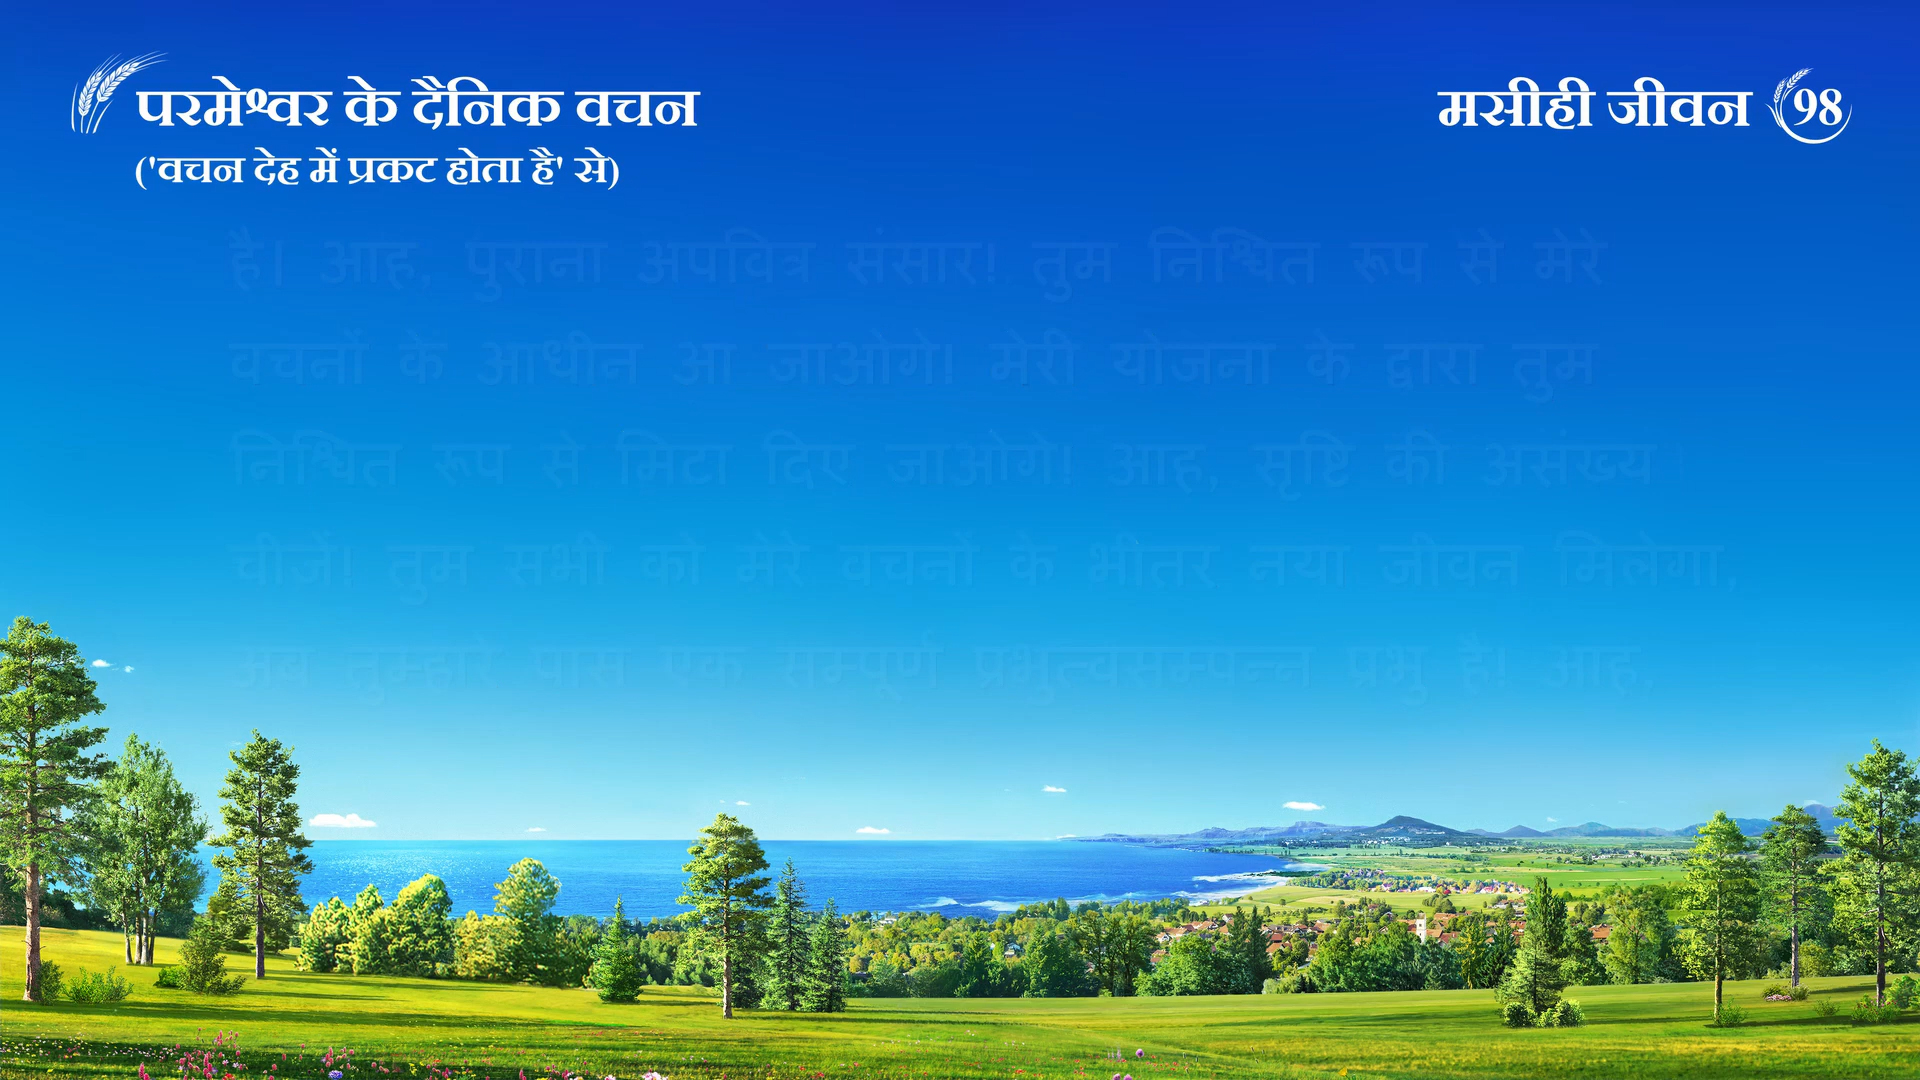 परमेश्वर के दैनिक वचन
('वचन देह में प्रकट होता है' से)
मसीही जीवन 98
है। आह, पुराना अपवित्र संसार! तुम निश्चित रूप से मेरे
वचनों के आधीन आ जाओगे! मेरी योजना के द्वारा तुम
निश्चित रूप से मिटा दिए जाओगे! आह, सृष्टि की असंख्य
चीज़ें! तुम सभी को मेरे वचनों के भीतर नया जीवन मिलेगा,
अब तुम्हारे पास एक सम्पूर्ण प्रभुत्वसम्पन्न प्रभु है! आह,